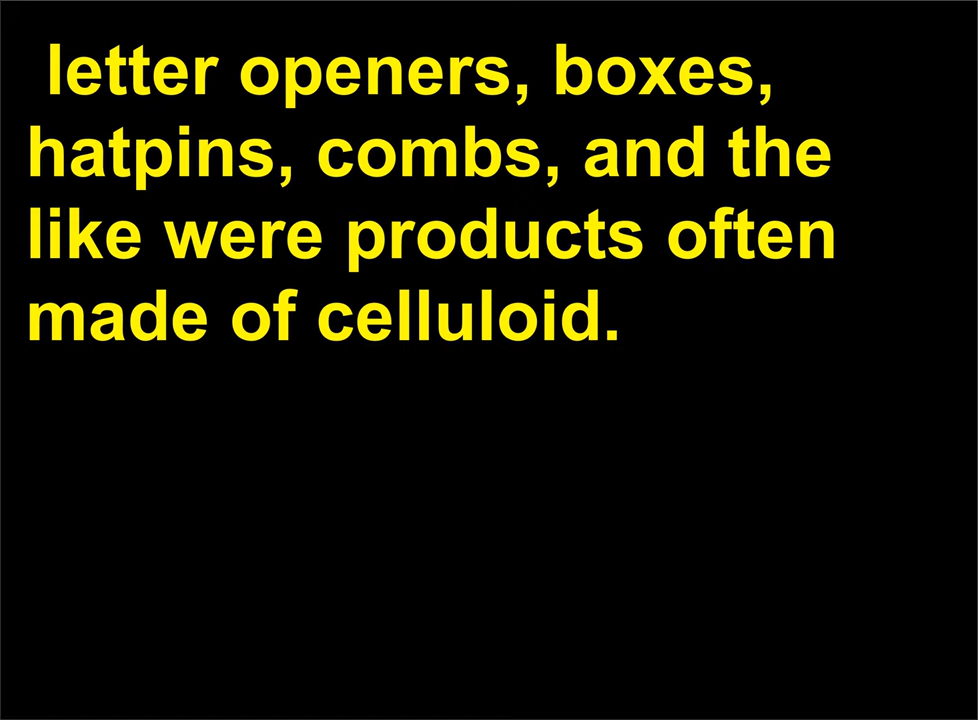 letter openers, boxes,
hatpins, combs, and the
like were products often
made of celluloid.